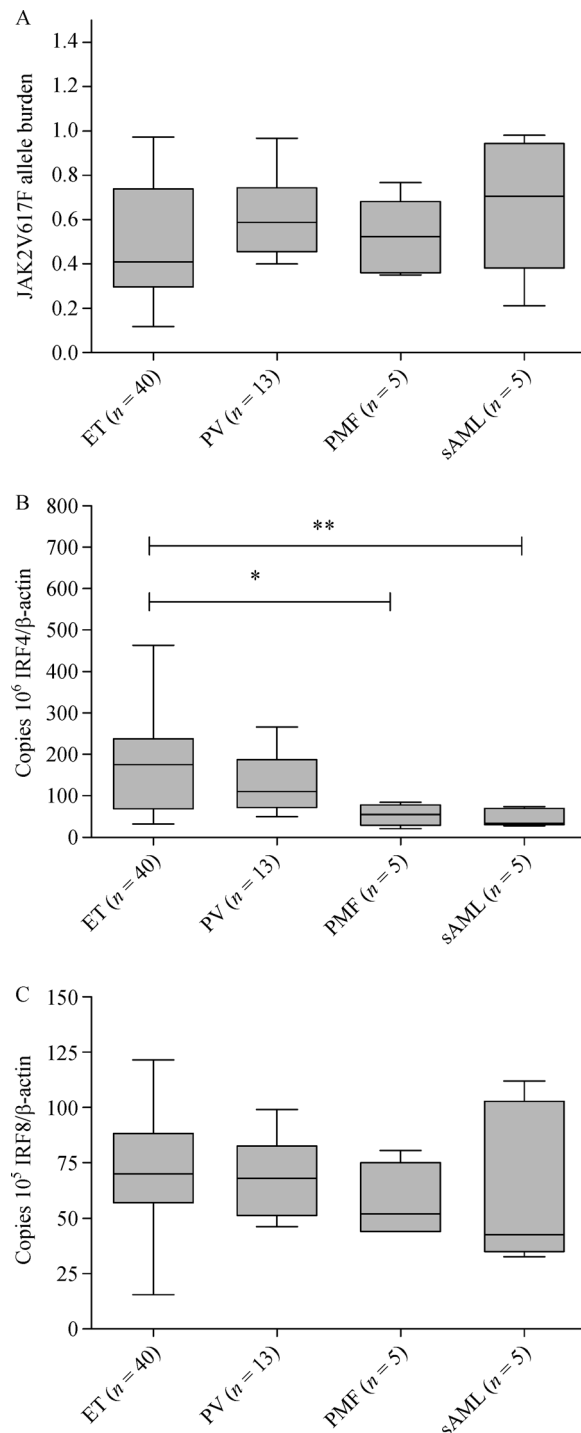 A
JAK2V617F allele burden
1.4
1.2
1.0
0.8
0.6
0.4
0.2
0.0
ET (n = 40)
PV (n = 13)
PMF (n = 5)
sAML (n = 5)
B
Copies 10⁶ IRF4/β-actin
800
700
600
500
400
300
200
100
0
**
*
ET (n = 40)
PV (n = 13)
PMF (n = 5)
sAML (n = 5)
C
Copies 10⁵ IRF8/β-actin
150
125
100
75
50
25
0
ET (n = 40)
PV (n = 13)
PMF (n = 5)
sAML (n = 5)